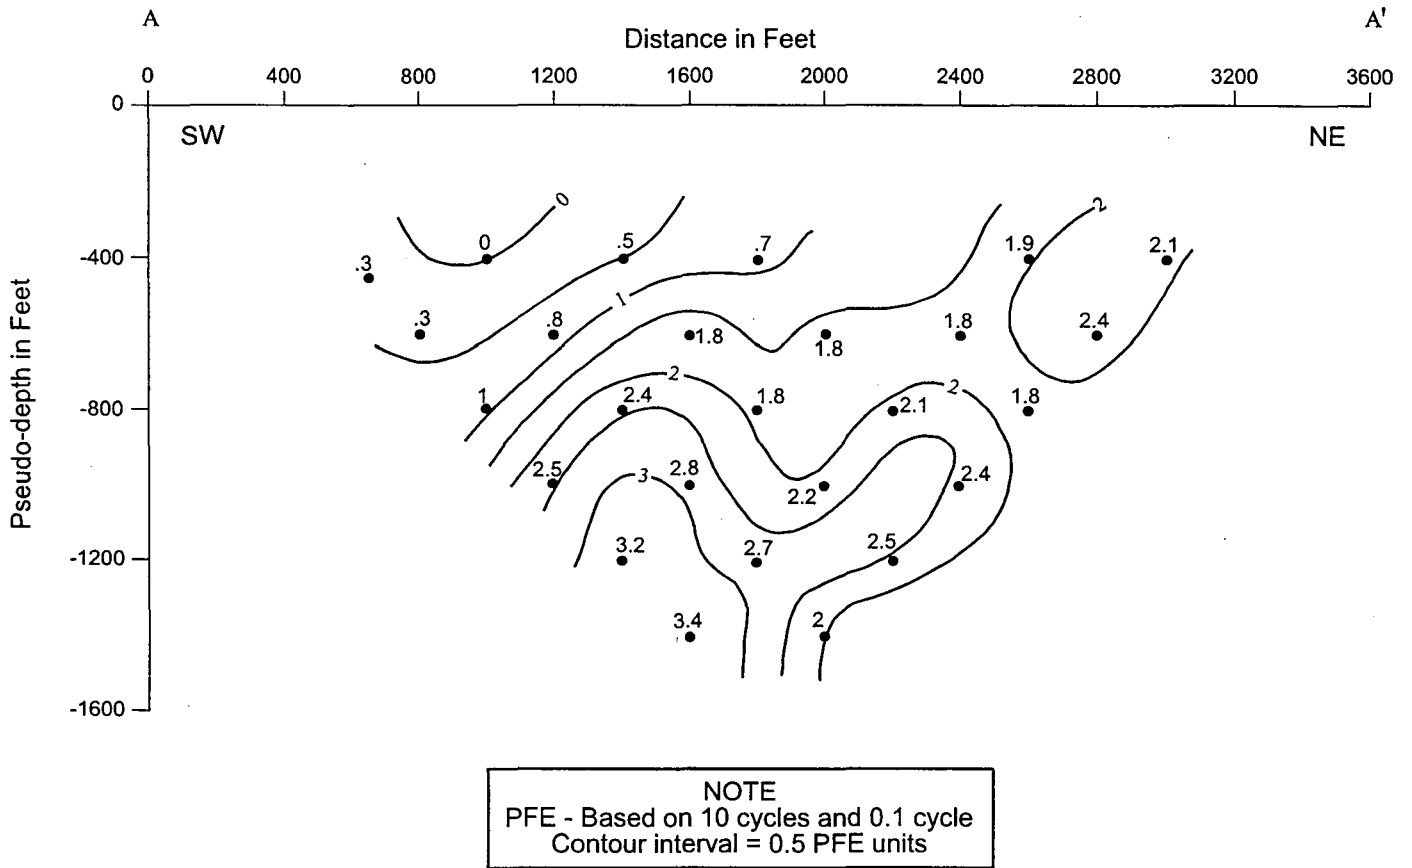 A A'
Distance in Feet
0 400 800 1200 1600 2000 2400 2800 3200 3600
0
SW NE
0 2
0 .5 .7 1.9 2.1
-400
.3
1
.3 .8 1.8 1.8 1.8 2.4
2 2
1 2.4 1.8 2.1 1.8
-800
2.5 3 2.8 2.2 2.4
3.2 2.7 2.5
-1200
3.4 2
-1600
Pseudo-depth in Feet
NOTE
PFE - Based on 10 cycles and 0.1 cycle
Contour interval = 0.5 PFE units